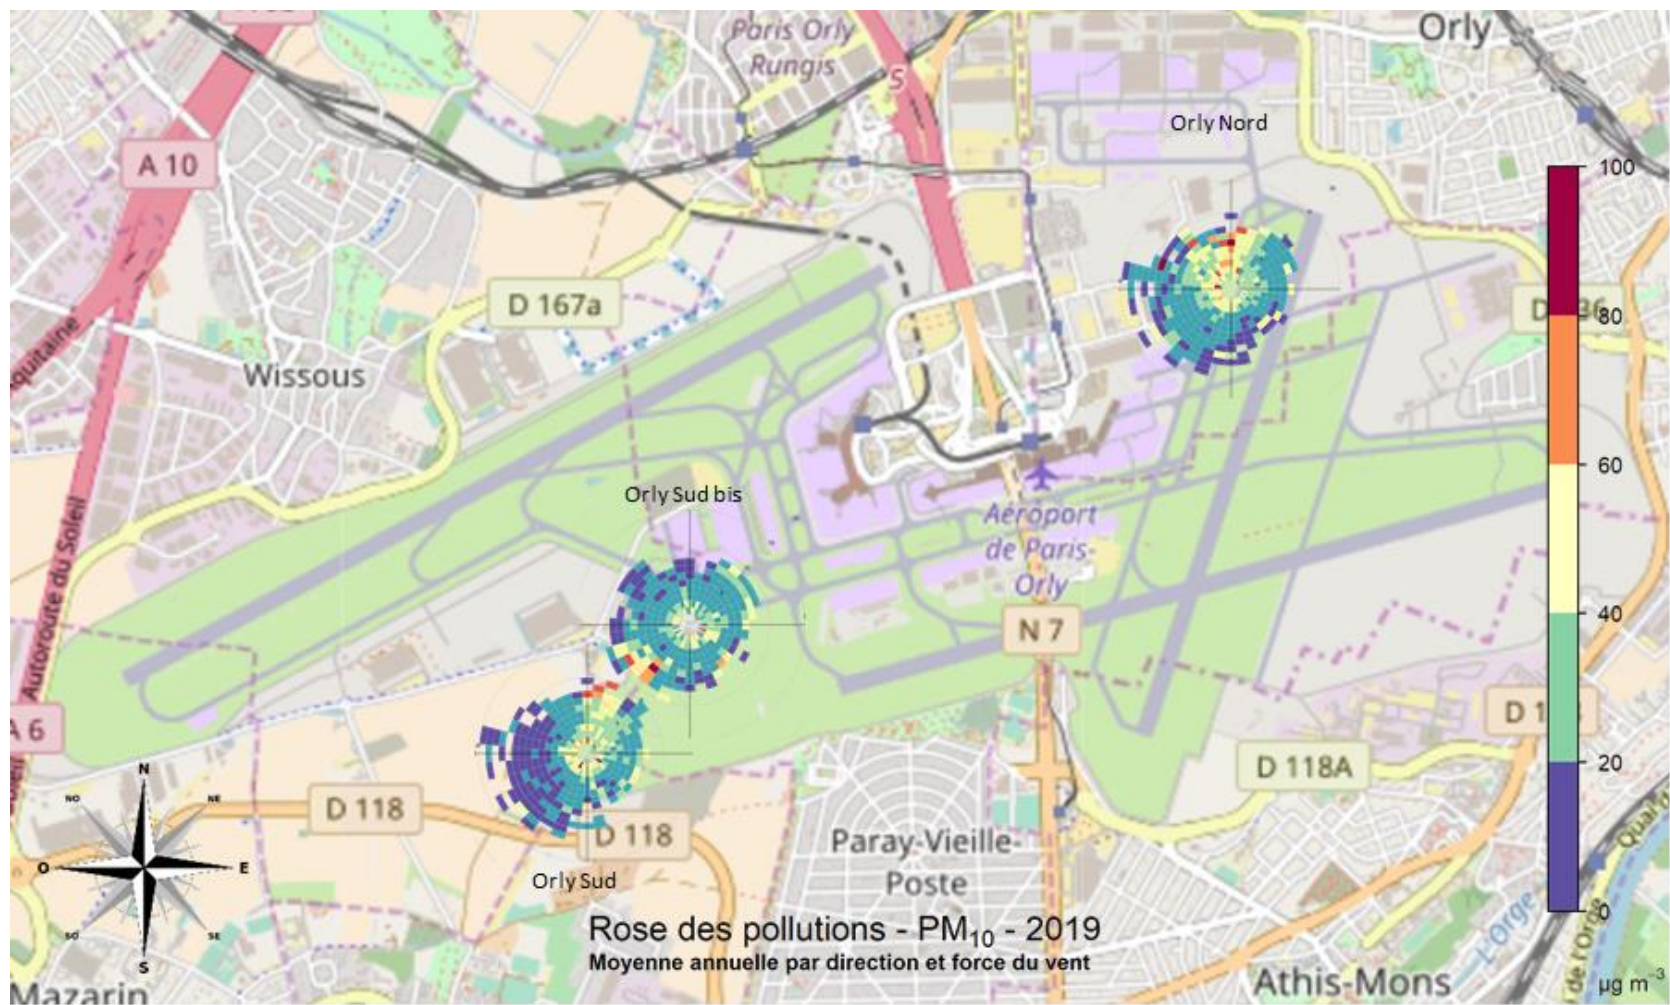 Paris Orly
Rungis
Orly
S
Orly Nord
A 10
100
D 167a
80
quitaine
Wissous
60
Orly Sud bis
Aéroport
de Paris-
Orly
Autoroute du Soleil
N 7
40
A 6
D 118A
20
N
NO
NE
D 118
D 118
O
E
Paray-Vieille-
Poste
Orly Sud
SO
SE
S
0
Rose des pollutions - PM10 - 2019
Moyenne annuelle par direction et force du vent
L'Orge
de l'Orge
Athis-Mons
µg m⁻³
Mazarin